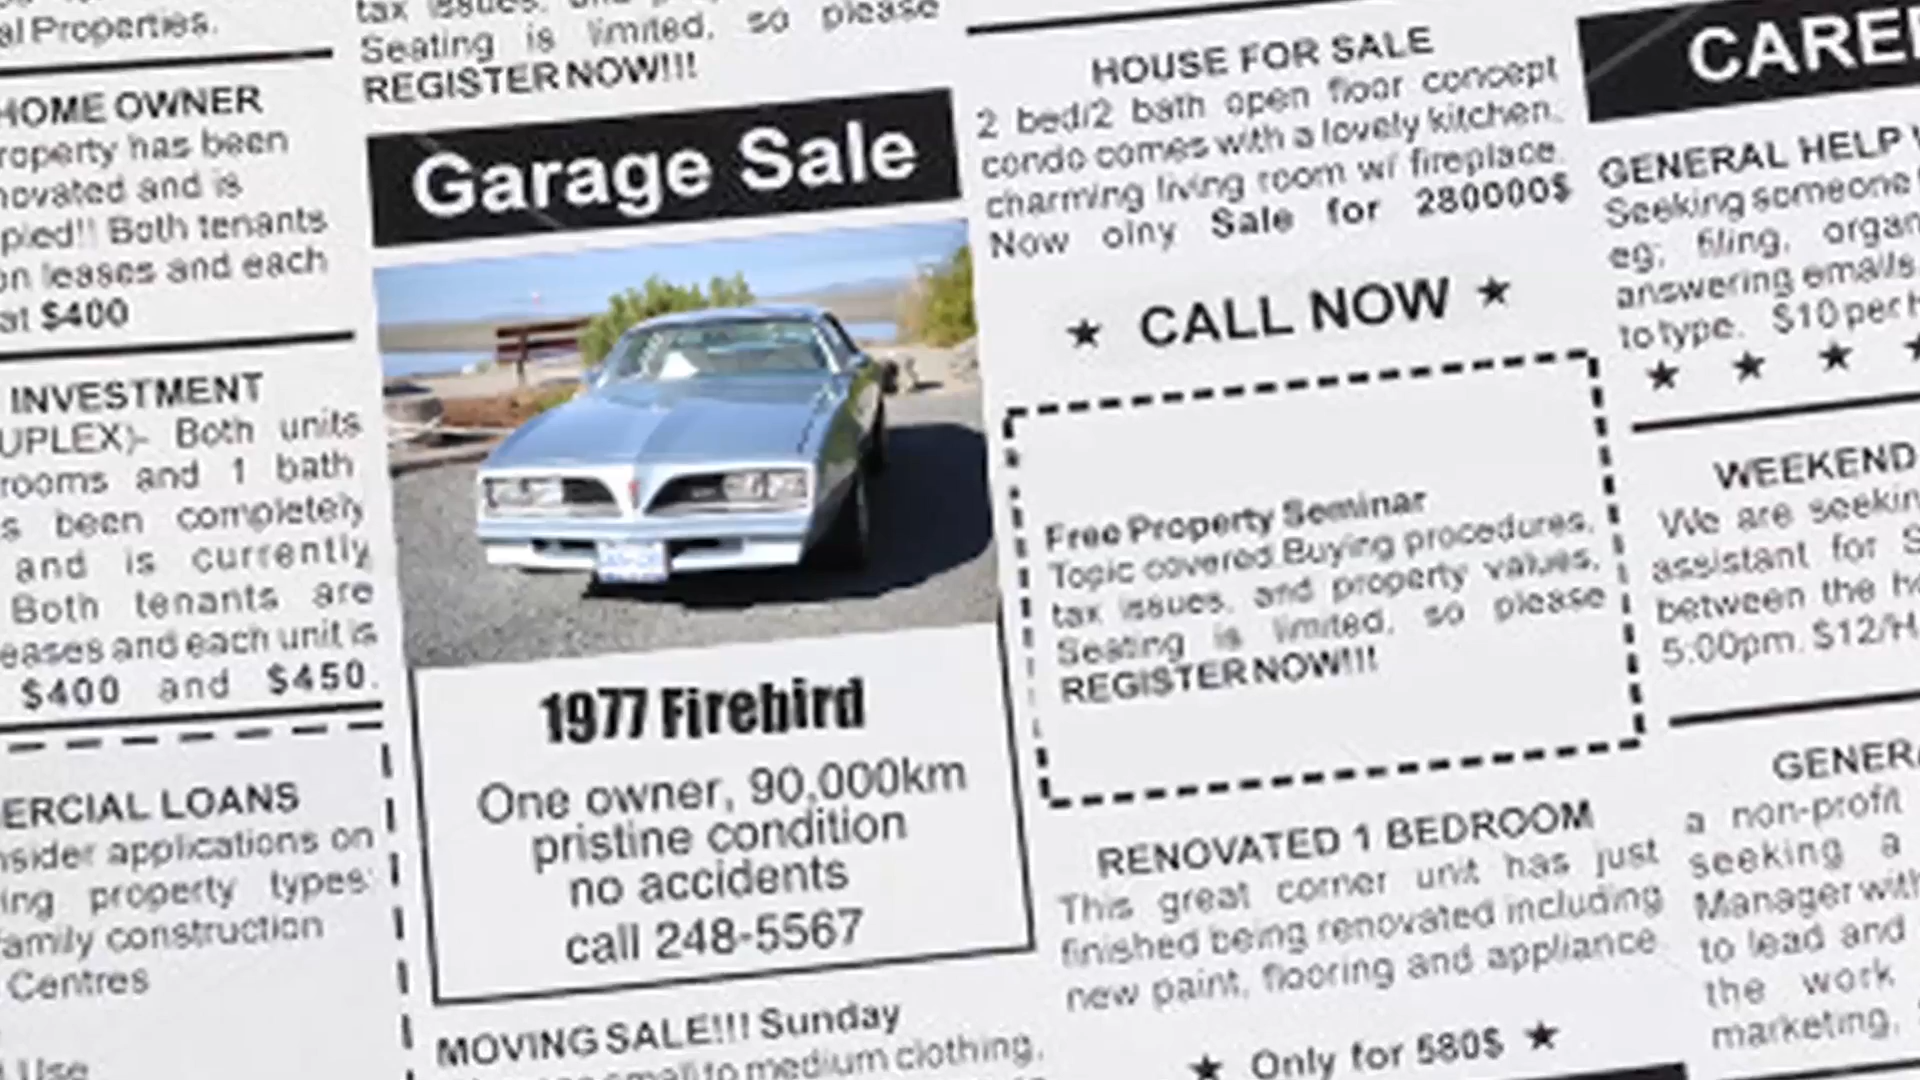 al Properties.
HOME OWNER
roperty has been
novated and is
pied!! Both tenants
on leases and each
at $400
INVESTMENT
UPLEX)- Both units
rooms and 1 bath
s been completely
and is currently
Both tenants are
eases and each unit is
$400 and $450.
ERCIAL LOANS
nsider applications on
ing property types:
family construction
Centres
Use
tax issues, and
Seating is limited, so please
REGISTER NOW!!!
Garage Sale
1977 Firebird
One owner, 90,000km
pristine condition
no accidents
call 248-5567
MOVING SALE!!! Sunday
small to medium clothing,
HOUSE FOR SALE
2 bed/2 bath open floor concept
condo comes with a lovely kitchen,
charming living room w/ fireplace.
Now olny Sale for 280000$
★ CALL NOW ★
Free Property Seminar
Topic covered Buying procedures,
tax issues, and property values,
Seating is limited, so please
REGISTER NOW!!!
RENOVATED 1 BEDROOM
This great corner unit has just
finished being renovated including
new paint, flooring and appliance
★ Only for 580$ ★
CAREE
GENERAL HELP
Seeking someone
eg; filing, organ
answering emails
to type. $10 per H
★ ★ ★ ★
WEEKEND
We are seekin
assistant for S
between the ho
5:00pm. $12/H
GENERA
a non-profit
seeking a
Manager with
to lead and
the work
marketing,